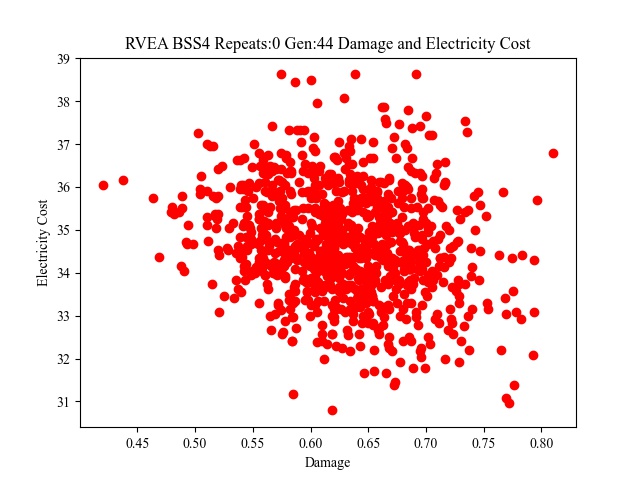 RVEA BSS4 Repeats:0 Gen:44 Damage and Electricity Cost
39
38
37
36
35
34
33
32
31
Electricity Cost
0.45 0.50 0.55 0.60 0.65 0.70 0.75 0.80
Damage